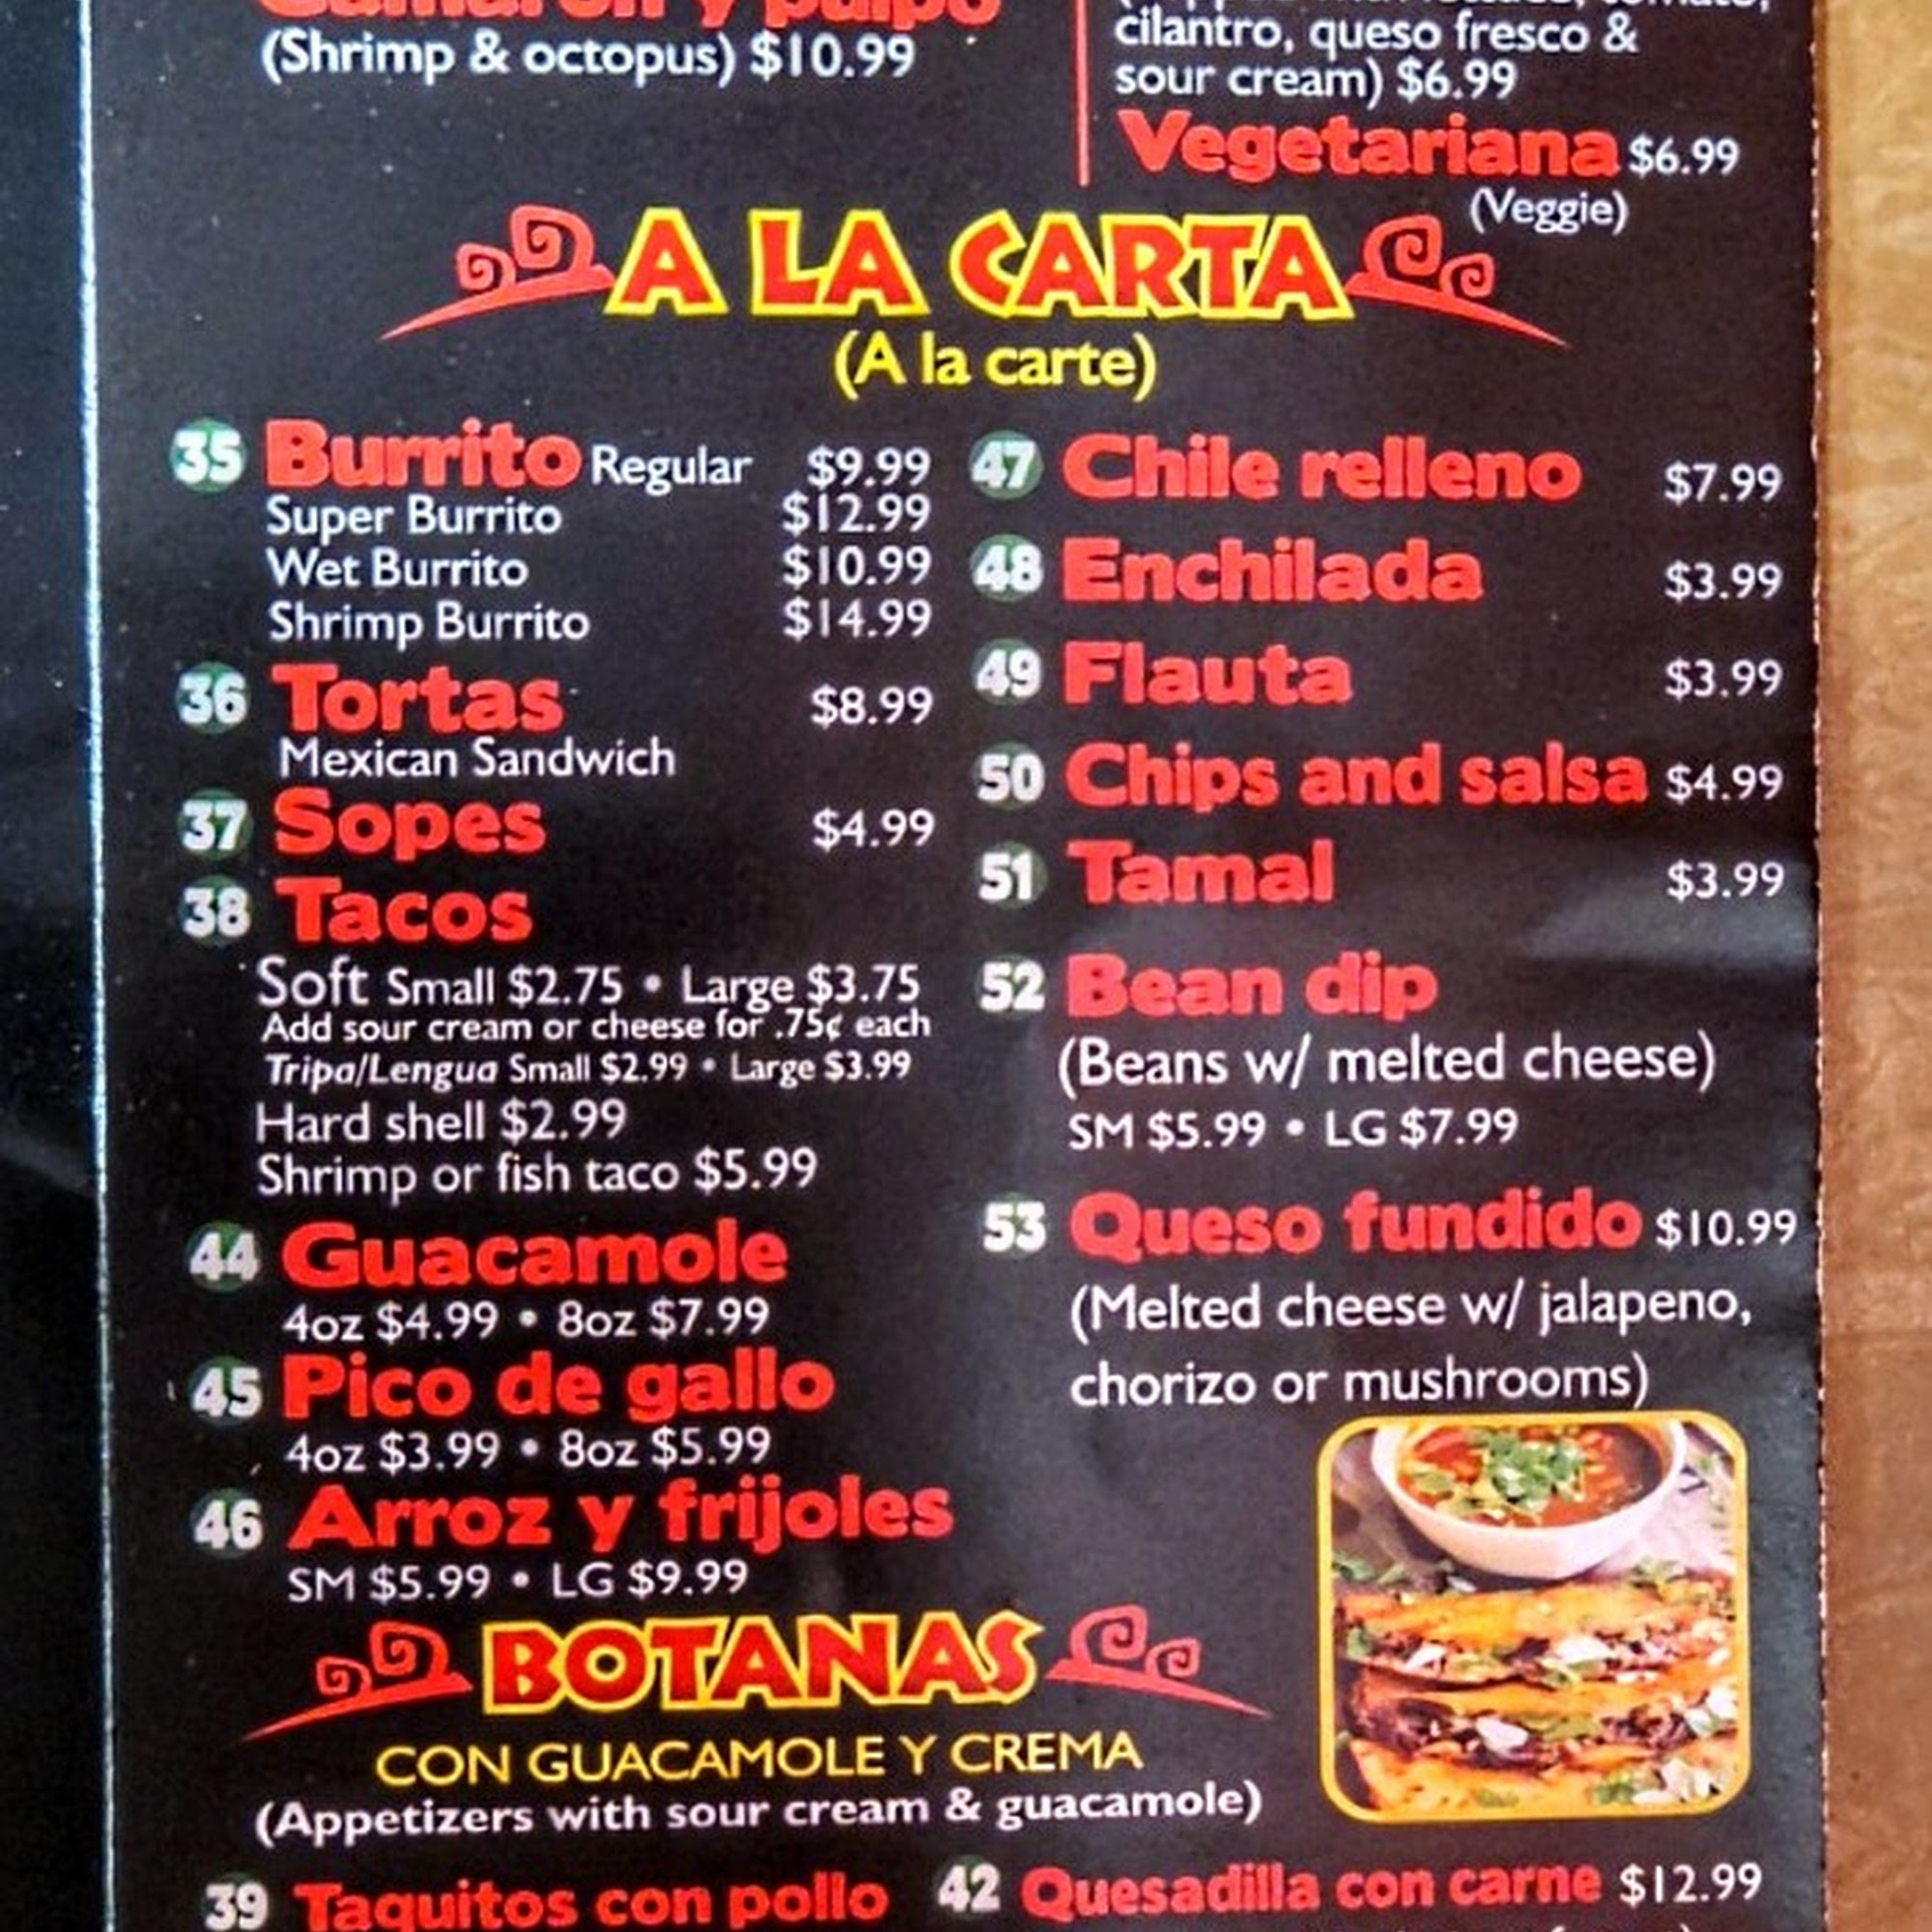 Camarón y pulpo
(Shrimp & octopus) $10.99
cilantro, queso fresco &
sour cream) $6.99
Vegetariana $6.99
(Veggie)
A LA CARTA
(A la carte)
35 Burrito Regular $9.99
Super Burrito $12.99
Wet Burrito $10.99
Shrimp Burrito $14.99
36 Tortas $8.99
Mexican Sandwich
37 Sopes $4.99
38 Tacos
Soft Small $2.75 • Large $3.75
Add sour cream or cheese for .75¢ each
Tripa/Lengua Small $2.99 • Large $3.99
Hard shell $2.99
Shrimp or fish taco $5.99
44 Guacamole
4oz $4.99 • 8oz $7.99
45 Pico de gallo
4oz $3.99 • 8oz $5.99
46 Arroz y frijoles
SM $5.99 • LG $9.99
47 Chile relleno $7.99
48 Enchilada $3.99
49 Flauta $3.99
50 Chips and salsa $4.99
51 Tamal $3.99
52 Bean dip
(Beans w/ melted cheese)
SM $5.99 • LG $7.99
53 Queso fundido $10.99
(Melted cheese w/ jalapeno,
chorizo or mushrooms)
BOTANAS
CON GUACAMOLE Y CREMA
(Appetizers with sour cream & guacamole)
39 Taquitos con pollo
42 Quesadilla con carne $12.99